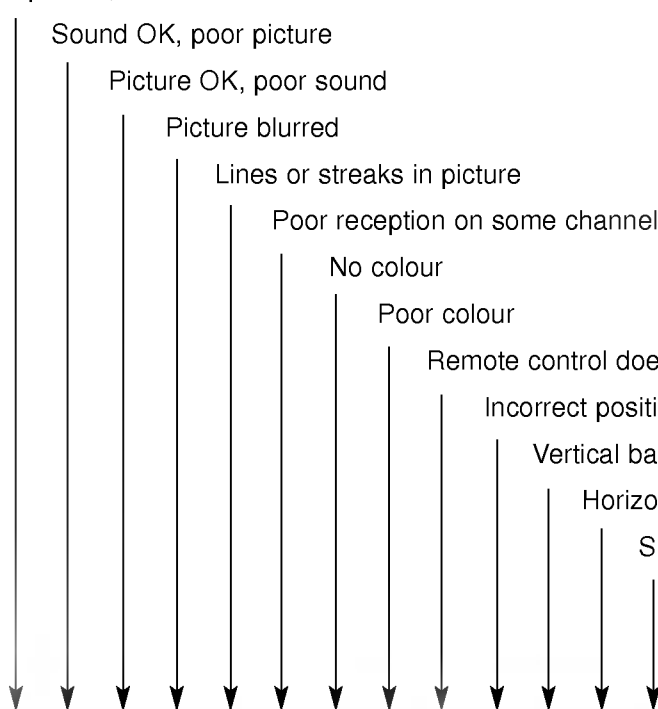 Sound OK, poor picture
Picture OK, poor sound
Picture blurred
Lines or streaks in picture
Poor reception on some channel
No colour
Poor colour
Remote control doe
Incorrect positi
Vertical ba
Horizo
S